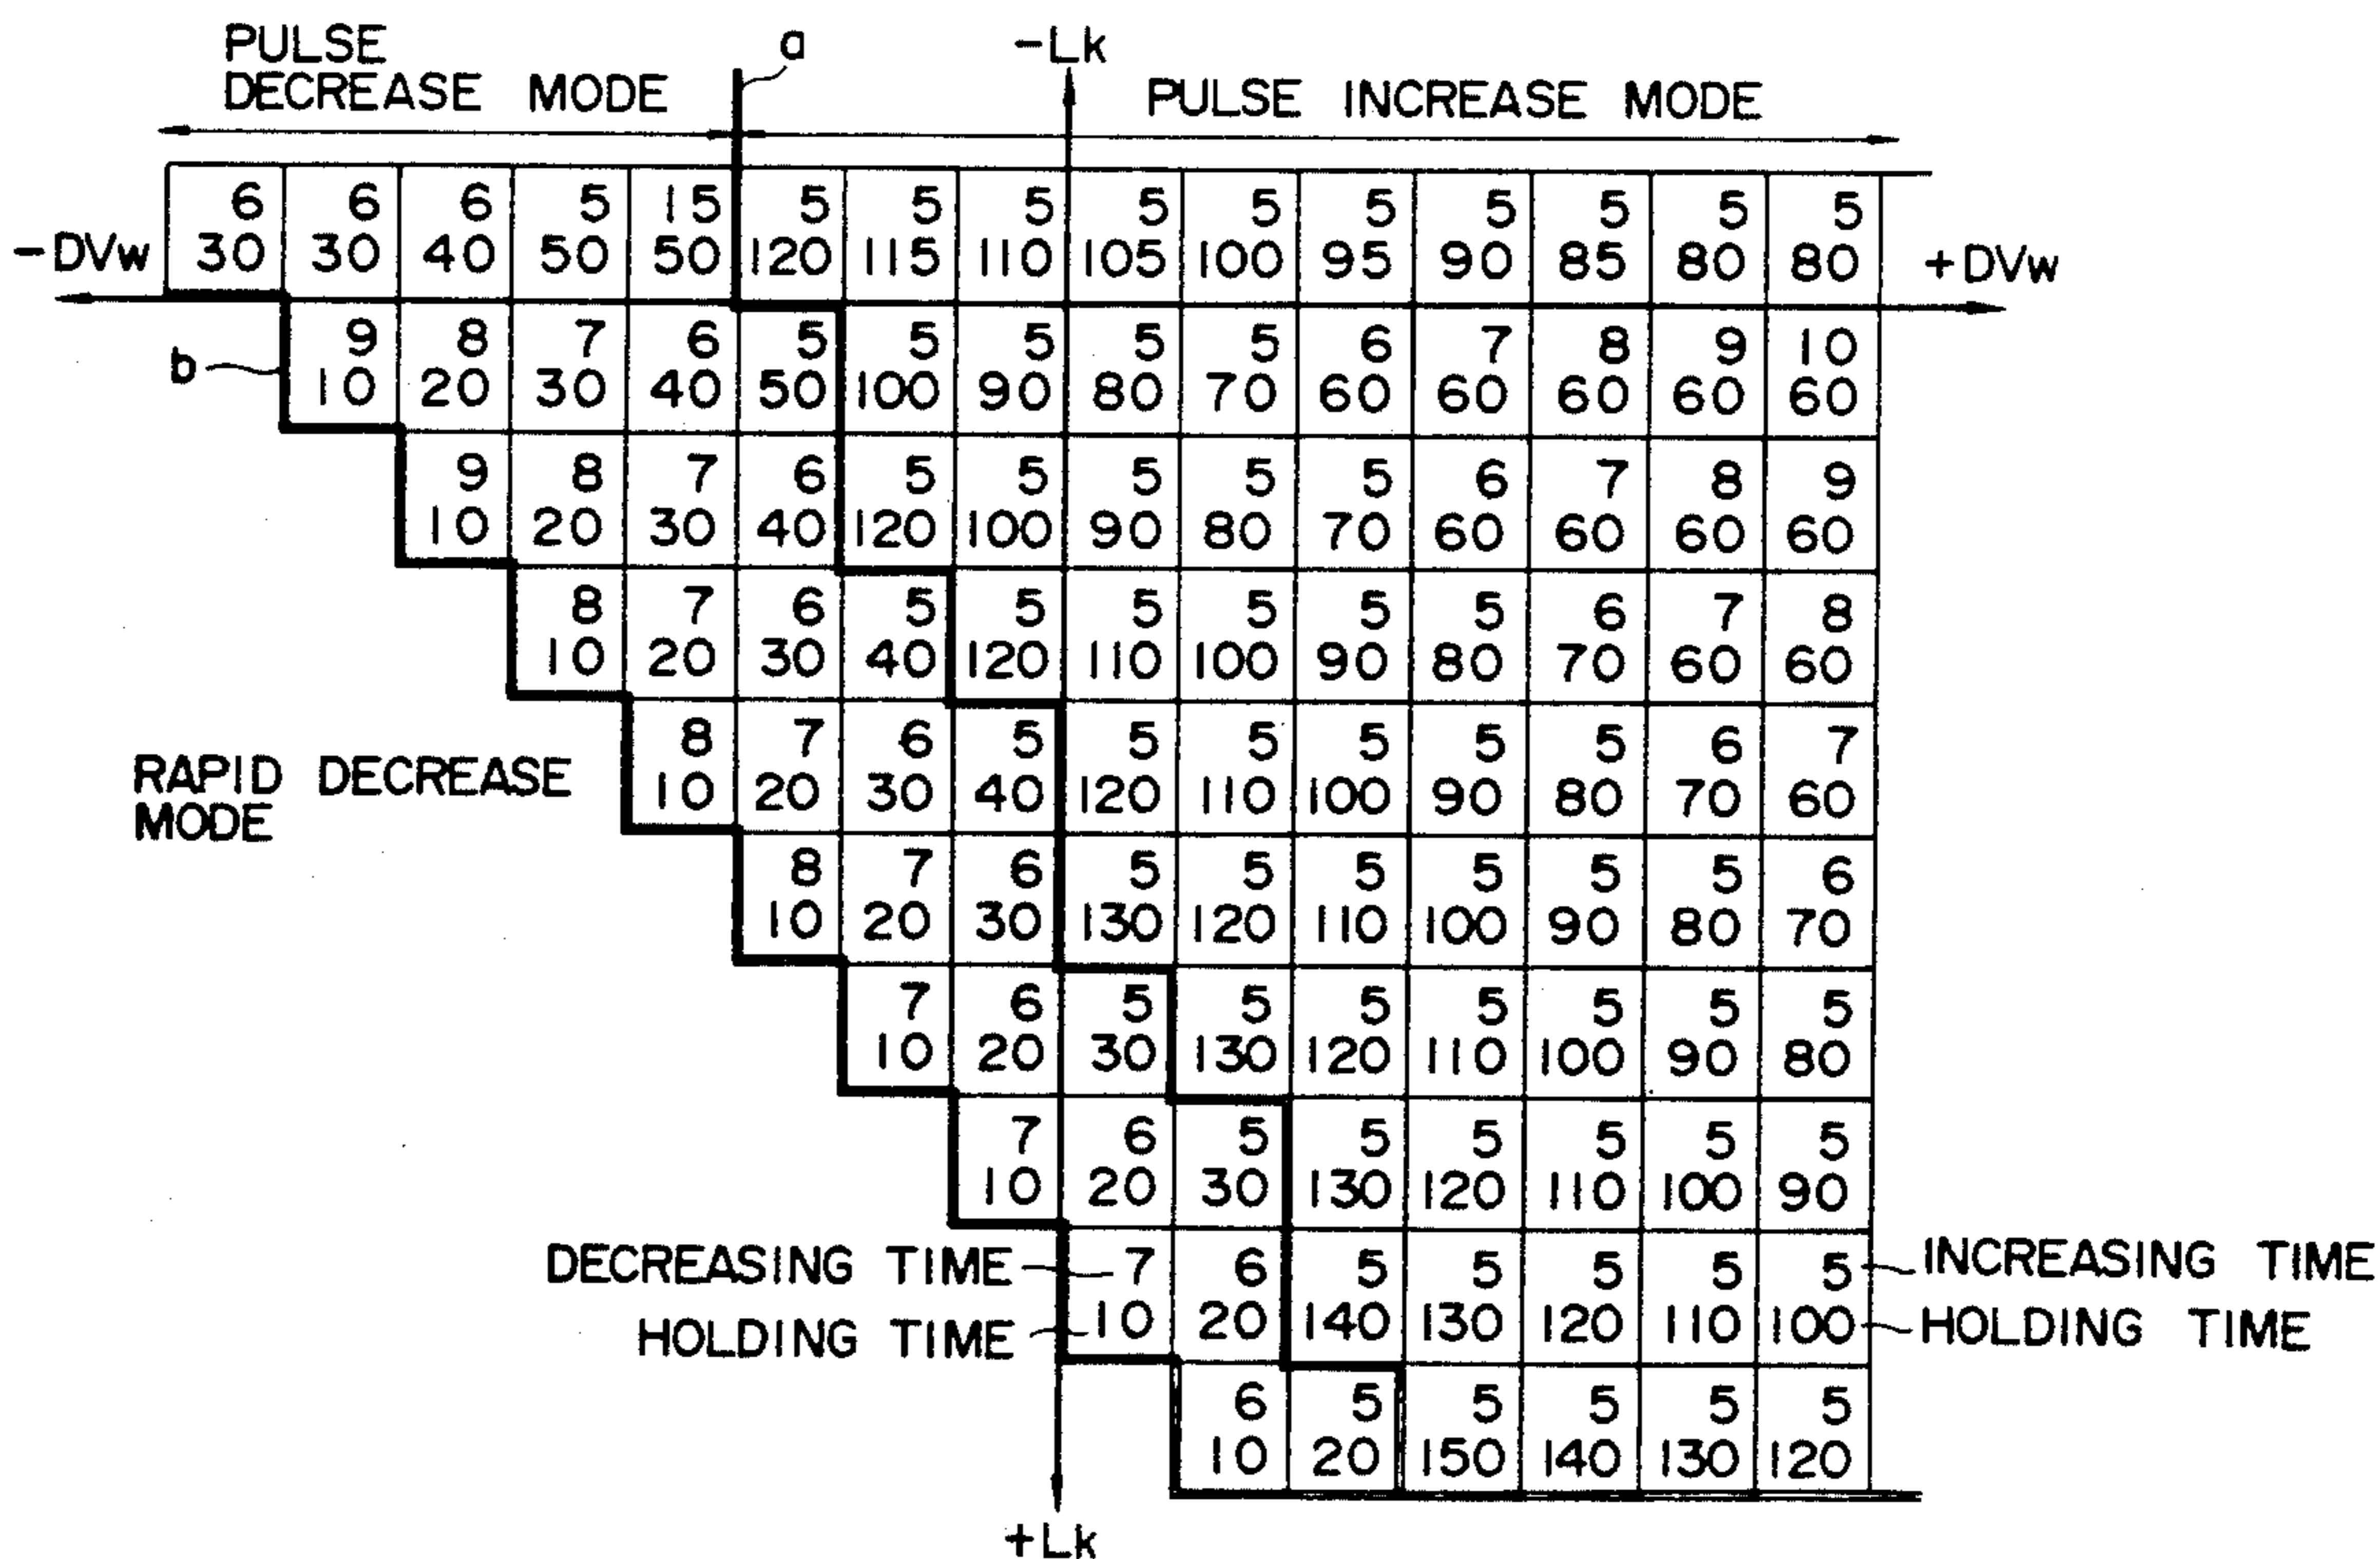 PULSE
DECREASE MODE
a
-Lk
PULSE INCREASE MODE
6 6 6 5 15 5 5 5 5 5 5 5 5 5 5
-DVw 30 30 40 50 50 120 115 110 105 100 95 90 85 80 80 +DVw
9 8 7 6 5 5 5 5 5 6 7 8 9 10
b 10 20 30 40 50 100 90 80 70 60 60 60 60 60
9 8 7 6 5 5 5 5 5 6 7 8 9
10 20 30 40 120 100 90 80 70 60 60 60 60
8 7 6 5 5 5 5 5 5 6 7 8
10 20 30 40 120 110 100 90 80 70 60 60
8 7 6 5 5 5 5 5 5 6 7
10 20 30 40 120 110 100 90 80 70 60
RAPID DECREASE
MODE
8 7 6 5 5 5 5 5 5 6
10 20 30 130 120 110 100 90 80 70
7 6 5 5 5 5 5 5 5
10 20 30 130 120 110 100 90 80
7 6 5 5 5 5 5 5
10 20 30 130 120 110 100 90
DECREASING TIME 7 6 5 5 5 5 5 INCREASING TIME
HOLDING TIME 10 20 140 130 120 110 100 HOLDING TIME
6 5 5 5 5 5
10 20 150 140 130 120
+Lk